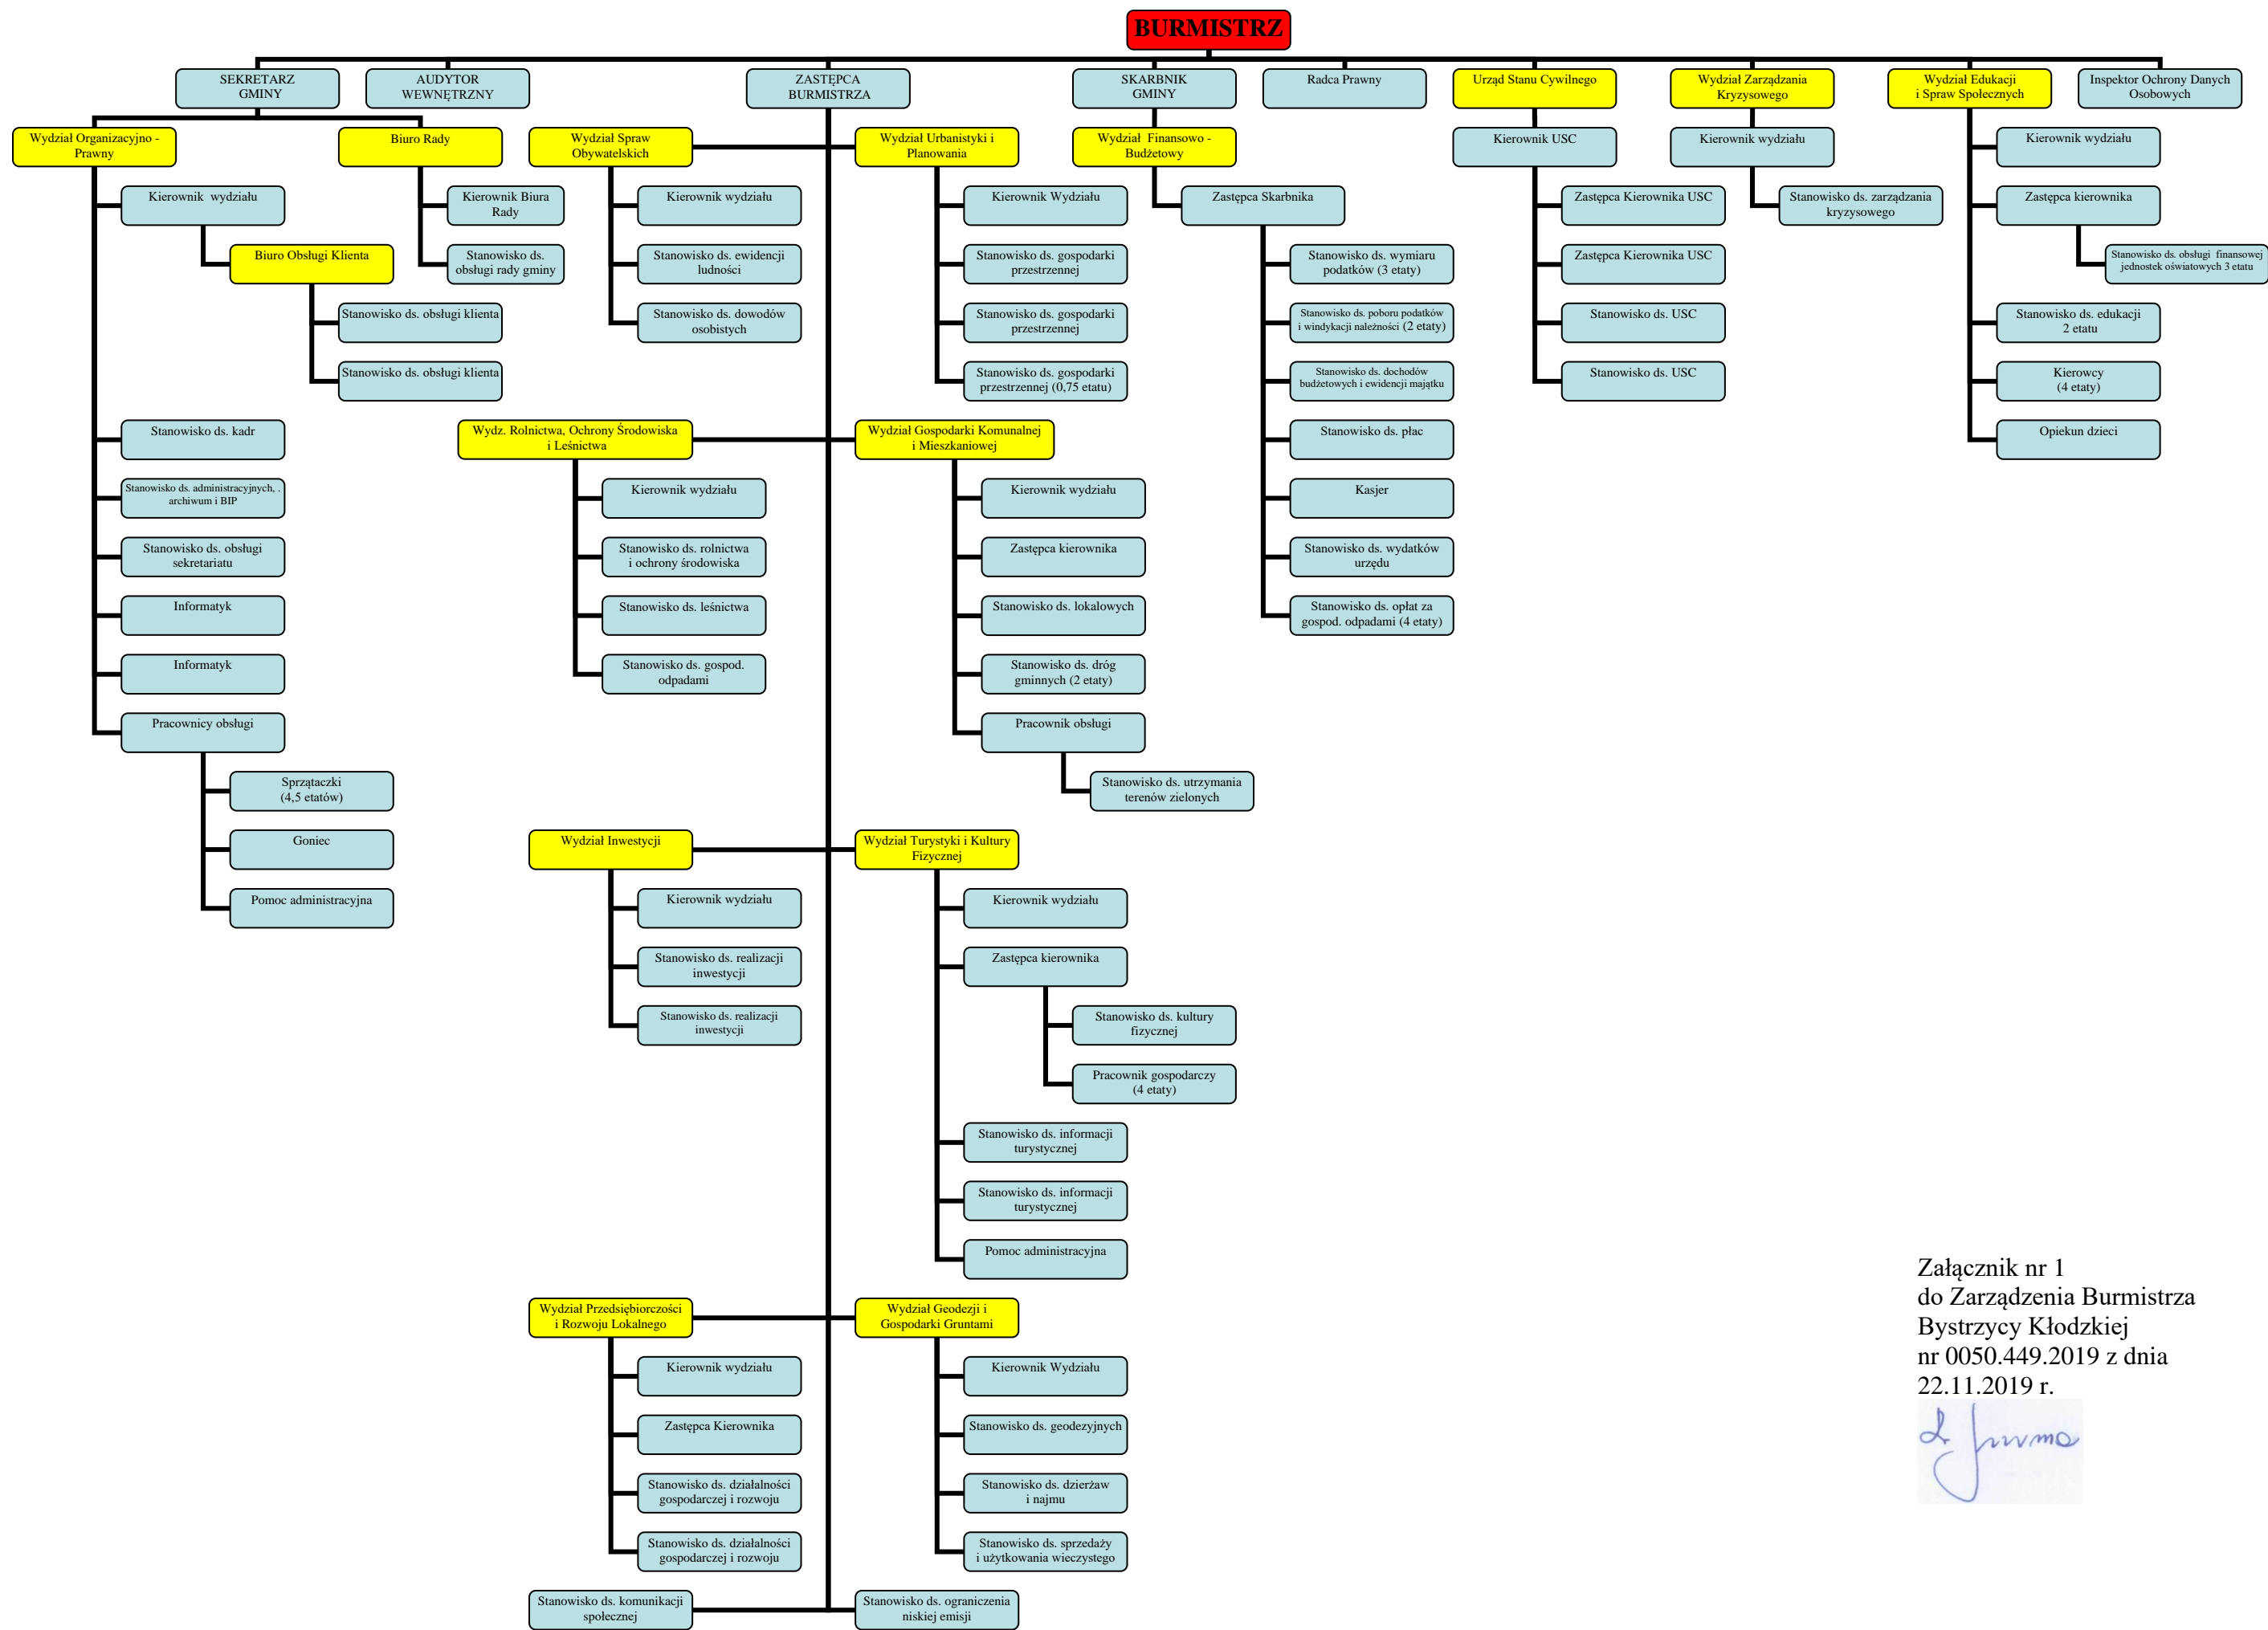 BURMISTRZ
SEKRETARZ
GMINY
AUDYTOR
WEWNĘTRZNY
ZASTĘPCA
BURMISTRZA
SKARBNIK
GMINY
Radca Prawny
Urząd Stanu Cywilnego
Wydział Zarządzania
Kryzysowego
Wydział Edukacji
i Spraw Społecznych
Inspektor Ochrony Danych
Osobowych
Wydział Organizacyjno -
Prawny
Kierownik wydziału
Biuro Obsługi Klienta
Stanowisko ds. obsługi klienta
Stanowisko ds. obsługi klienta
Stanowisko ds. kadr
Stanowisko ds. administracyjnych, .
archiwum i BIP
Stanowisko ds. obsługi
sekretariatu
Informatyk
Informatyk
Pracownicy obsługi
Sprzątaczki
(4,5 etatów)
Goniec
Pomoc administracyjna
Biuro Rady
Kierownik Biura
Rady
Stanowisko ds.
obsługi rady gminy
Wydział Spraw
Obywatelskich
Kierownik wydziału
Stanowisko ds. ewidencji
ludności
Stanowisko ds. dowodów
osobistych
Wydział Urbanistyki i
Planowania
Kierownik Wydziału
Stanowisko ds. gospodarki
przestrzennej
Stanowisko ds. gospodarki
przestrzennej
Stanowisko ds. gospodarki
przestrzennej (0,75 etatu)
Wydz. Rolnictwa, Ochrony Środowiska
i Leśnictwa
Kierownik wydziału
Stanowisko ds. rolnictwa
i ochrony środowiska
Stanowisko ds. leśnictwa
Stanowisko ds. gospod.
odpadami
Wydział Gospodarki Komunalnej
i Mieszkaniowej
Kierownik wydziału
Zastępca kierownika
Stanowisko ds. lokalowych
Stanowisko ds. dróg
gminnych (2 etaty)
Pracownik obsługi
Stanowisko ds. utrzymania
terenów zielonych
Wydział Inwestycji
Kierownik wydziału
Stanowisko ds. realizacji
inwestycji
Stanowisko ds. realizacji
inwestycji
Wydział Turystyki i Kultury
Fizycznej
Kierownik wydziału
Zastępca kierownika
Stanowisko ds. kultury
fizycznej
Pracownik gospodarczy
(4 etaty)
Stanowisko ds. informacji
turystycznej
Stanowisko ds. informacji
turystycznej
Pomoc administracyjna
Wydział Przedsiębiorczości
i Rozwoju Lokalnego
Kierownik wydziału
Zastępca Kierownika
Stanowisko ds. działalności
gospodarczej i rozwoju
Stanowisko ds. działalności
gospodarczej i rozwoju
Wydział Geodezji i
Gospodarki Gruntami
Kierownik Wydziału
Stanowisko ds. geodezyjnych
Stanowisko ds. dzierżaw
i najmu
Stanowisko ds. sprzedaży
i użytkowania wieczystego
Stanowisko ds. komunikacji
społecznej
Stanowisko ds. ograniczenia
niskiej emisji
Wydział Finansowo -
Budżetowy
Zastępca Skarbnika
Stanowisko ds. wymiaru
podatków (3 etaty)
Stanowisko ds. poboru podatków
i windykacji należności (2 etaty)
Stanowisko ds. dochodów
budżetowych i ewidencji majątku
Stanowisko ds. płac
Kasjer
Stanowisko ds. wydatków
urzędu
Stanowisko ds. opłat za
gospod. odpadami (4 etaty)
Kierownik USC
Zastępca Kierownika USC
Zastępca Kierownika USC
Stanowisko ds. USC
Stanowisko ds. USC
Kierownik wydziału
Stanowisko ds. zarządzania
kryzysowego
Kierownik wydziału
Zastępca kierownika
Stanowisko ds. obsługi finansowej
jednostek oświatowych 3 etatu
Stanowisko ds. edukacji
2 etatu
Kierowcy
(4 etaty)
Opiekun dzieci
Załącznik nr 1
do Zarządzenia Burmistrza
Bystrzycy Kłodzkiej
nr 0050.449.2019 z dnia
22.11.2019 r.